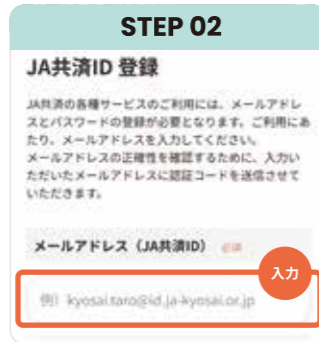 STEP 02
JA共済ID 登録
JA共済の各種サービスのご利用には、メールアドレ
スとパスワードの登録が必要となります。ご利用にあ
たり、メールアドレスを入力してください。
メールアドレスの正確性を確認するために、入力い
ただいたメールアドレスに認証コードを送信させて
いただきます。
メールアドレス（JA共済ID） 必須
入力
例）kyosai.taro@id.ja-kyosai.or.jp